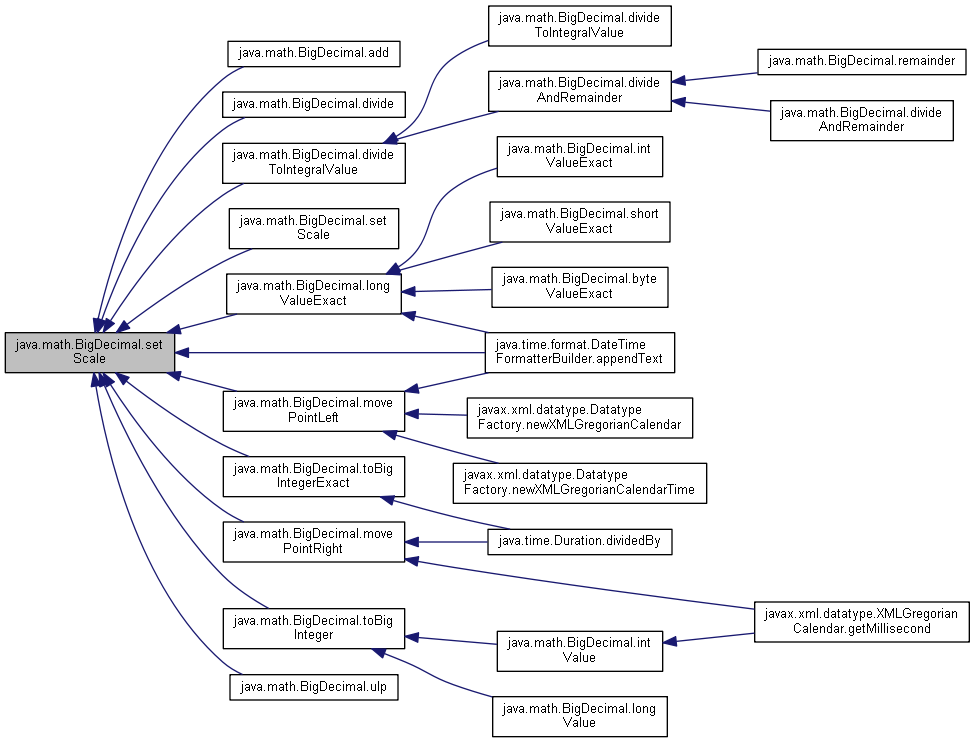 java.math.BigDecimal.set
Scale
java.math.BigDecimal.add
java.math.BigDecimal.divide
java.math.BigDecimal.divide
ToIntegralValue
java.math.BigDecimal.set
Scale
java.math.BigDecimal.long
ValueExact
java.math.BigDecimal.move
PointLeft
java.math.BigDecimal.toBig
IntegerExact
java.math.BigDecimal.move
PointRight
java.math.BigDecimal.toBig
Integer
java.math.BigDecimal.ulp
java.math.BigDecimal.divide
ToIntegralValue
java.math.BigDecimal.divide
AndRemainder
java.math.BigDecimal.int
ValueExact
java.math.BigDecimal.short
ValueExact
java.math.BigDecimal.byte
ValueExact
java.time.format.DateTime
FormatterBuilder.appendText
javax.xml.datatype.Datatype
Factory.newXMLGregorianCalendar
javax.xml.datatype.Datatype
Factory.newXMLGregorianCalendarTime
java.time.Duration.dividedBy
java.math.BigDecimal.int
Value
java.math.BigDecimal.long
Value
java.math.BigDecimal.remainder
java.math.BigDecimal.divide
AndRemainder
javax.xml.datatype.XMLGregorian
Calendar.getMillisecond